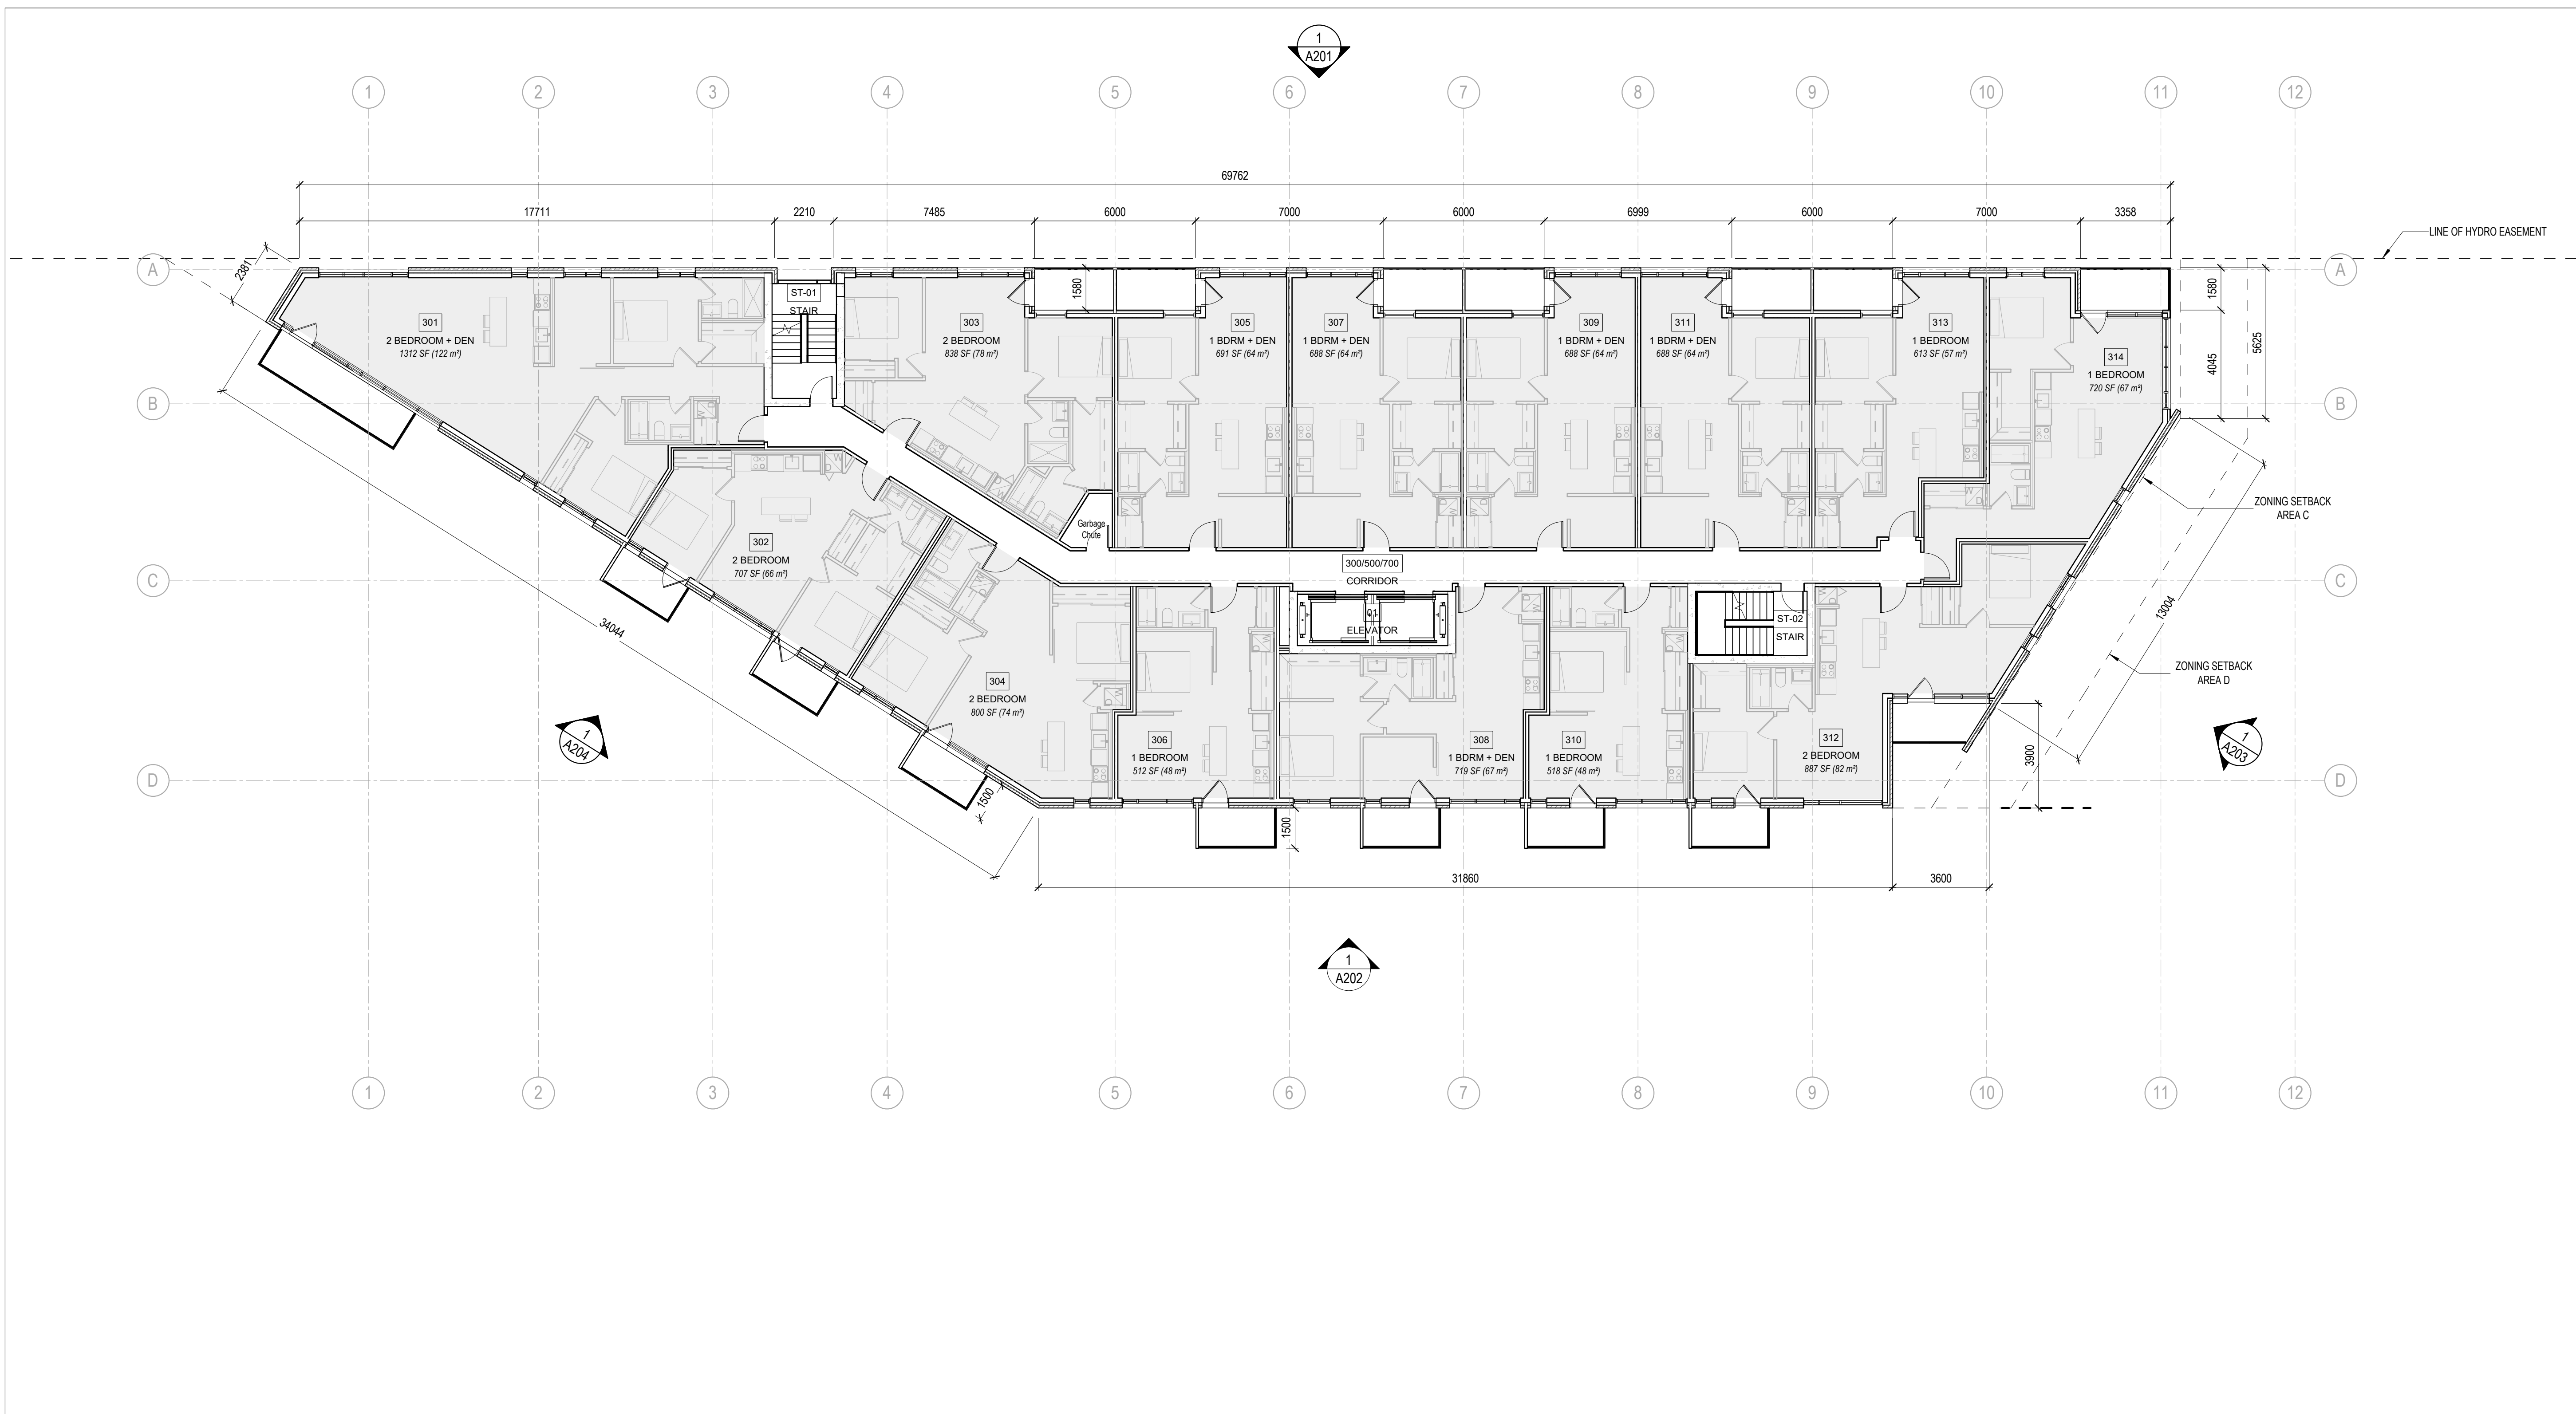 1
A201
1
2
3
4
5
6
7
8
9
10
11
12
69762
17711
2210
7485
6000
7000
6000
6999
6000
7000
3358
LINE OF HYDRO EASEMENT
A
A
2381
1580
1580
5625
4045
ST-01
STAIR
301
2 BEDROOM + DEN
1312 SF (122 m²)
303
2 BEDROOM
838 SF (78 m²)
305
1 BDRM + DEN
691 SF (64 m²)
307
1 BDRM + DEN
688 SF (64 m²)
309
1 BDRM + DEN
688 SF (64 m²)
311
1 BDRM + DEN
688 SF (64 m²)
313
1 BEDROOM
613 SF (57 m²)
314
1 BEDROOM
720 SF (67 m²)
B
B
ZONING SETBACK
AREA C
Garbage
Chute
302
2 BEDROOM
707 SF (66 m²)
300/500/700
CORRIDOR
C
C
01
ELEVATOR
ST-02
STAIR
13004
34044
ZONING SETBACK
AREA D
304
2 BEDROOM
800 SF (74 m²)
306
1 BEDROOM
512 SF (48 m²)
308
1 BDRM + DEN
719 SF (67 m²)
310
1 BEDROOM
518 SF (48 m²)
312
2 BEDROOM
887 SF (82 m²)
1
A204
1
A203
3900
D
D
1500
1500
31860
3600
1
A202
1
2
3
4
5
6
7
8
9
10
11
12